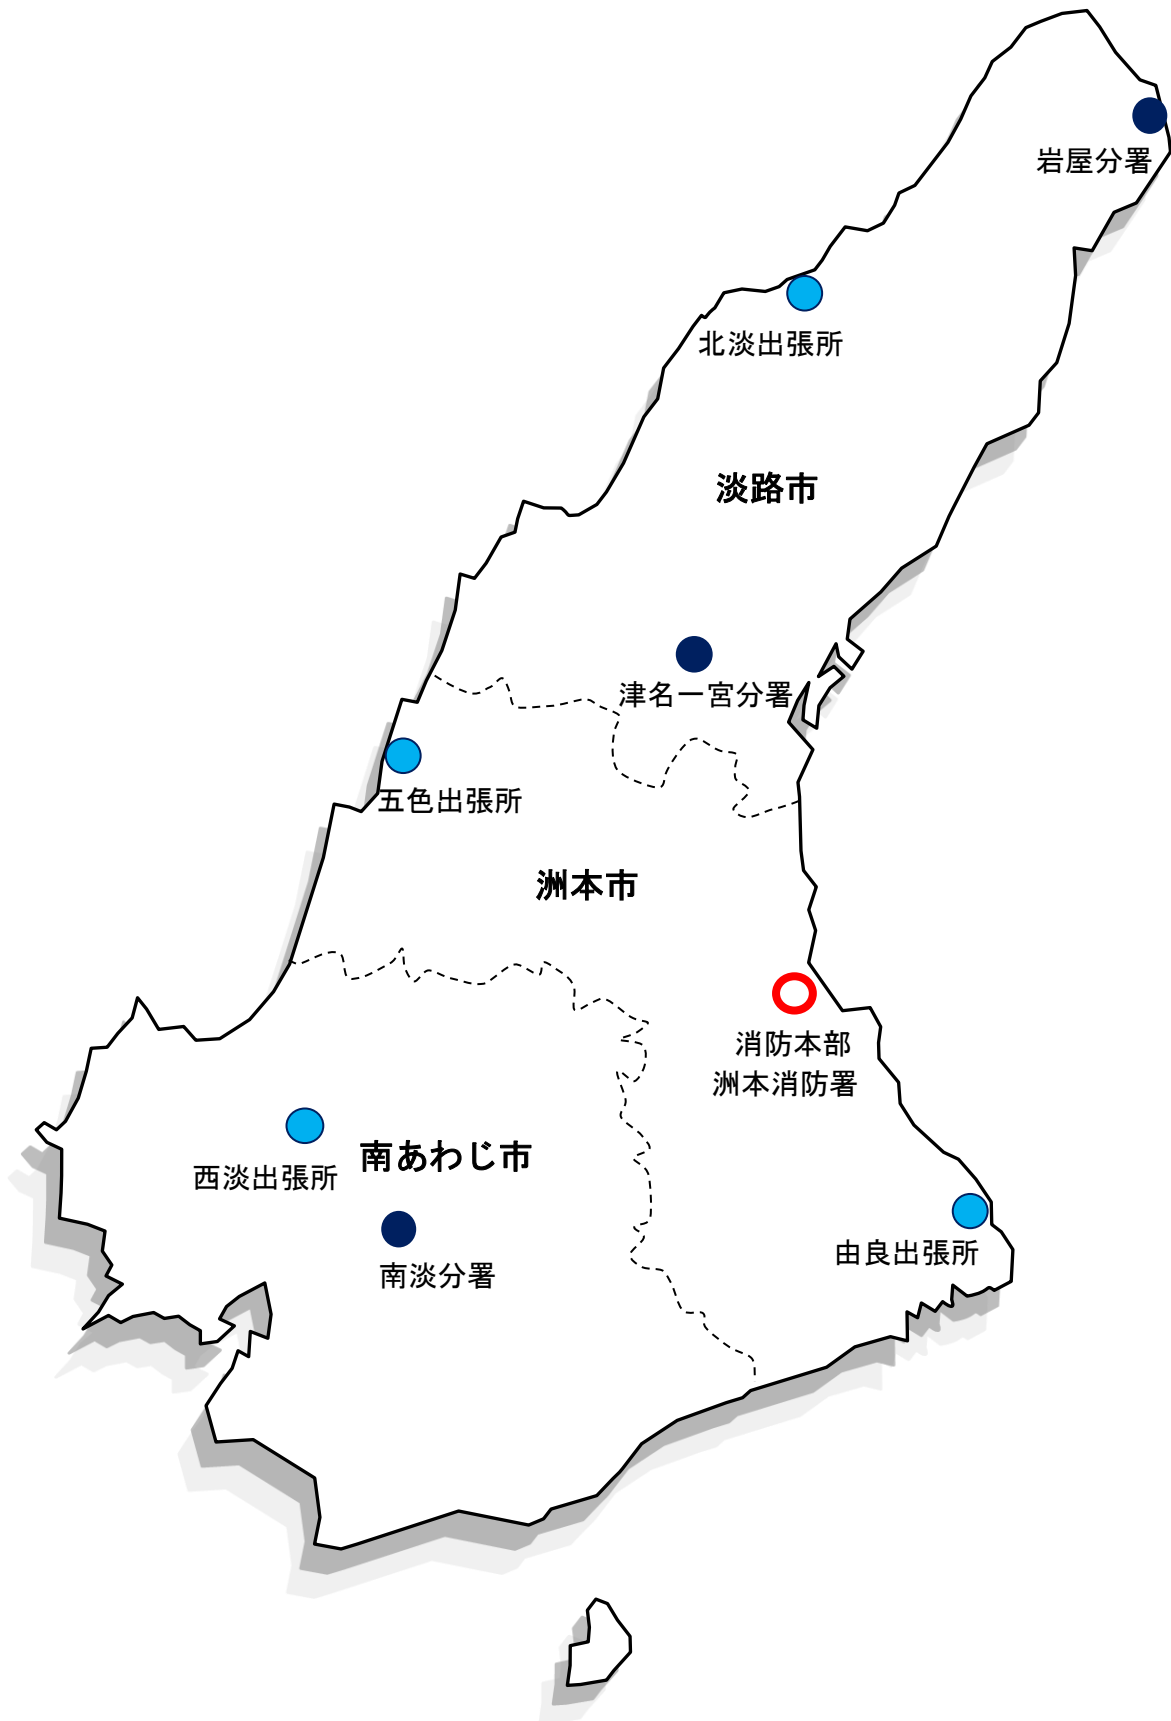 岩屋分署
北淡出張所
淡路市
津名一宮分署
五色出張所
洲本市
消防本部
洲本消防署
南あわじ市
西淡出張所
由良出張所
南淡分署